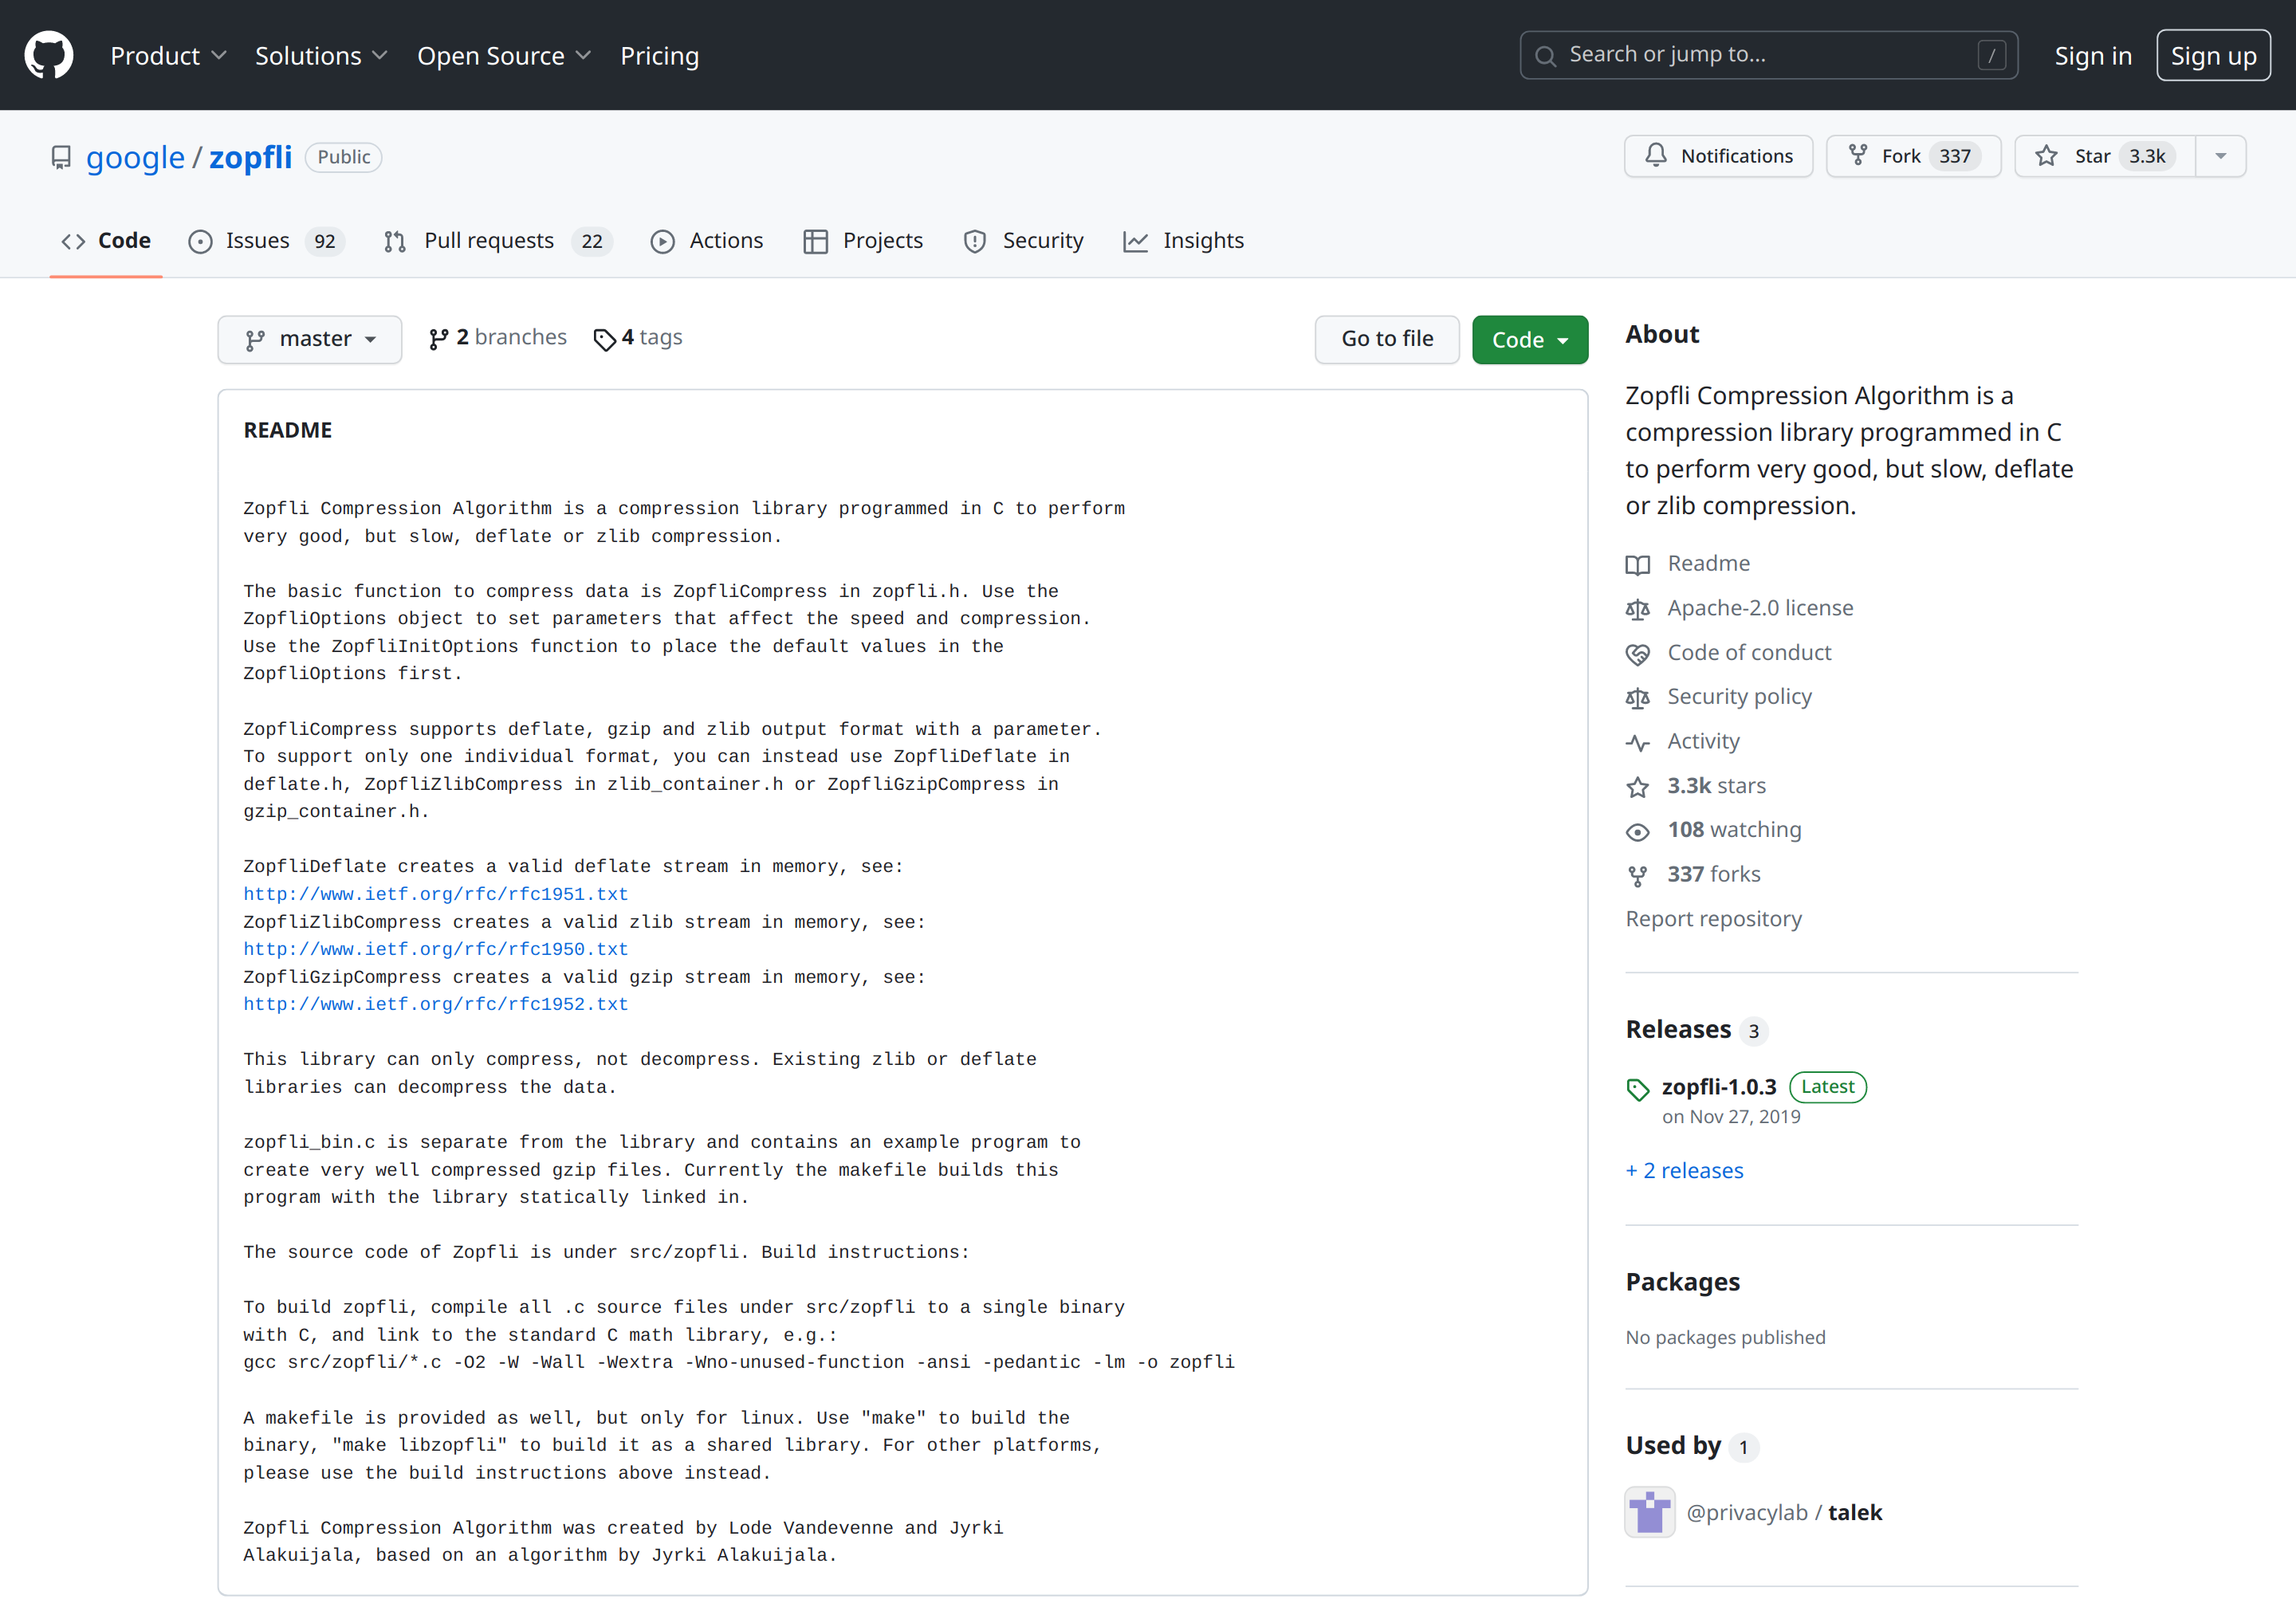 Product Solutions Open Source Pricing Search or jump to... / Sign in Sign up
google / zopfli Public Notifications Fork 337 Star 3.3k
Code Issues 92 Pull requests 22 Actions Projects Security Insights
master 2 branches 4 tags Go to file Code
README
Zopfli Compression Algorithm is a compression library programmed in C to perform
very good, but slow, deflate or zlib compression.
The basic function to compress data is ZopfliCompress in zopfli.h. Use the
ZopfliOptions object to set parameters that affect the speed and compression.
Use the ZopfliInitOptions function to place the default values in the
ZopfliOptions first.
ZopfliCompress supports deflate, gzip and zlib output format with a parameter.
To support only one individual format, you can instead use ZopfliDeflate in
deflate.h, ZopfliZlibCompress in zlib_container.h or ZopfliGzipCompress in
gzip_container.h.
ZopfliDeflate creates a valid deflate stream in memory, see:
http://www.ietf.org/rfc/rfc1951.txt
ZopfliZlibCompress creates a valid zlib stream in memory, see:
http://www.ietf.org/rfc/rfc1950.txt
ZopfliGzipCompress creates a valid gzip stream in memory, see:
http://www.ietf.org/rfc/rfc1952.txt
This library can only compress, not decompress. Existing zlib or deflate
libraries can decompress the data.
zopfli_bin.c is separate from the library and contains an example program to
create very well compressed gzip files. Currently the makefile builds this
program with the library statically linked in.
The source code of Zopfli is under src/zopfli. Build instructions:
To build zopfli, compile all .c source files under src/zopfli to a single binary
with C, and link to the standard C math library, e.g.:
gcc src/zopfli/*.c -O2 -W -Wall -Wextra -Wno-unused-function -ansi -pedantic -lm -o zopfli
A makefile is provided as well, but only for linux. Use "make" to build the
binary, "make libzopfli" to build it as a shared library. For other platforms,
please use the build instructions above instead.
Zopfli Compression Algorithm was created by Lode Vandevenne and Jyrki
Alakuijala, based on an algorithm by Jyrki Alakuijala.
About
Zopfli Compression Algorithm is a
compression library programmed in C
to perform very good, but slow, deflate
or zlib compression.
Readme
Apache-2.0 license
Code of conduct
Security policy
Activity
3.3k stars
108 watching
337 forks
Report repository
Releases 3
zopfli-1.0.3 Latest
on Nov 27, 2019
+ 2 releases
Packages
No packages published
Used by 1
@privacylab / talek